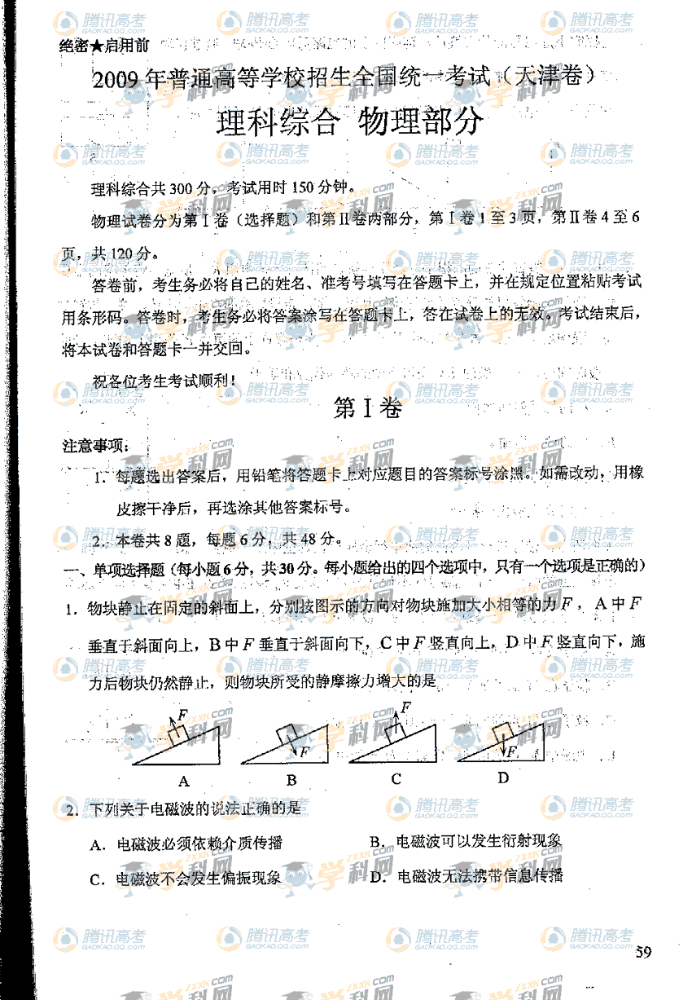 绝密★启用前
2009 年普通高等学校招生全国统一考试（天津卷）
理科综合 物理部分
理科综合共 300 分，考试用时 150 分钟。
物理试卷分为第Ⅰ卷（选择题）和第Ⅱ卷两部分，第Ⅰ卷 1 至 3 页，第Ⅱ卷 4 至 6
页，共 120 分。
答卷前，考生务必将自己的姓名、准考号填写在答题卡上，并在规定位置粘贴考试
用条形码。答卷时，考生务必将答案涂写在答题卡上，答在试卷上的无效。考试结束后，
将本试卷和答题卡一并交回。
祝各位考生考试顺利！
第Ⅰ卷
注意事项：
1．每题选出答案后，用铅笔将答题卡上对应题目的答案标号涂黑。如需改动，用橡
皮擦干净后，再选涂其他答案标号。
2．本卷共 8 题，每题 6 分，共 48 分。
一、单项选择题（每小题 6 分，共 30 分。每小题给出的四个选项中，只有一个选项是正确的）
1．物块静止在固定的斜面上，分别按图示的方向对物块施加大小相等的力 F，A 中 F
垂直于斜面向上，B 中 F 垂直于斜面向下，C 中 F 竖直向上，D 中 F 竖直向下，施
力后物块仍然静止，则物块所受的静摩擦力增大的是
F F F F
A B C D
2．下列关于电磁波的说法正确的是
A．电磁波必须依赖介质传播 B．电磁波可以发生衍射现象
C．电磁波不会发生偏振现象 D．电磁波无法携带信息传播
59
腾讯高考
GAOKAO.QQ.COM
学科网
ZXXK.COM